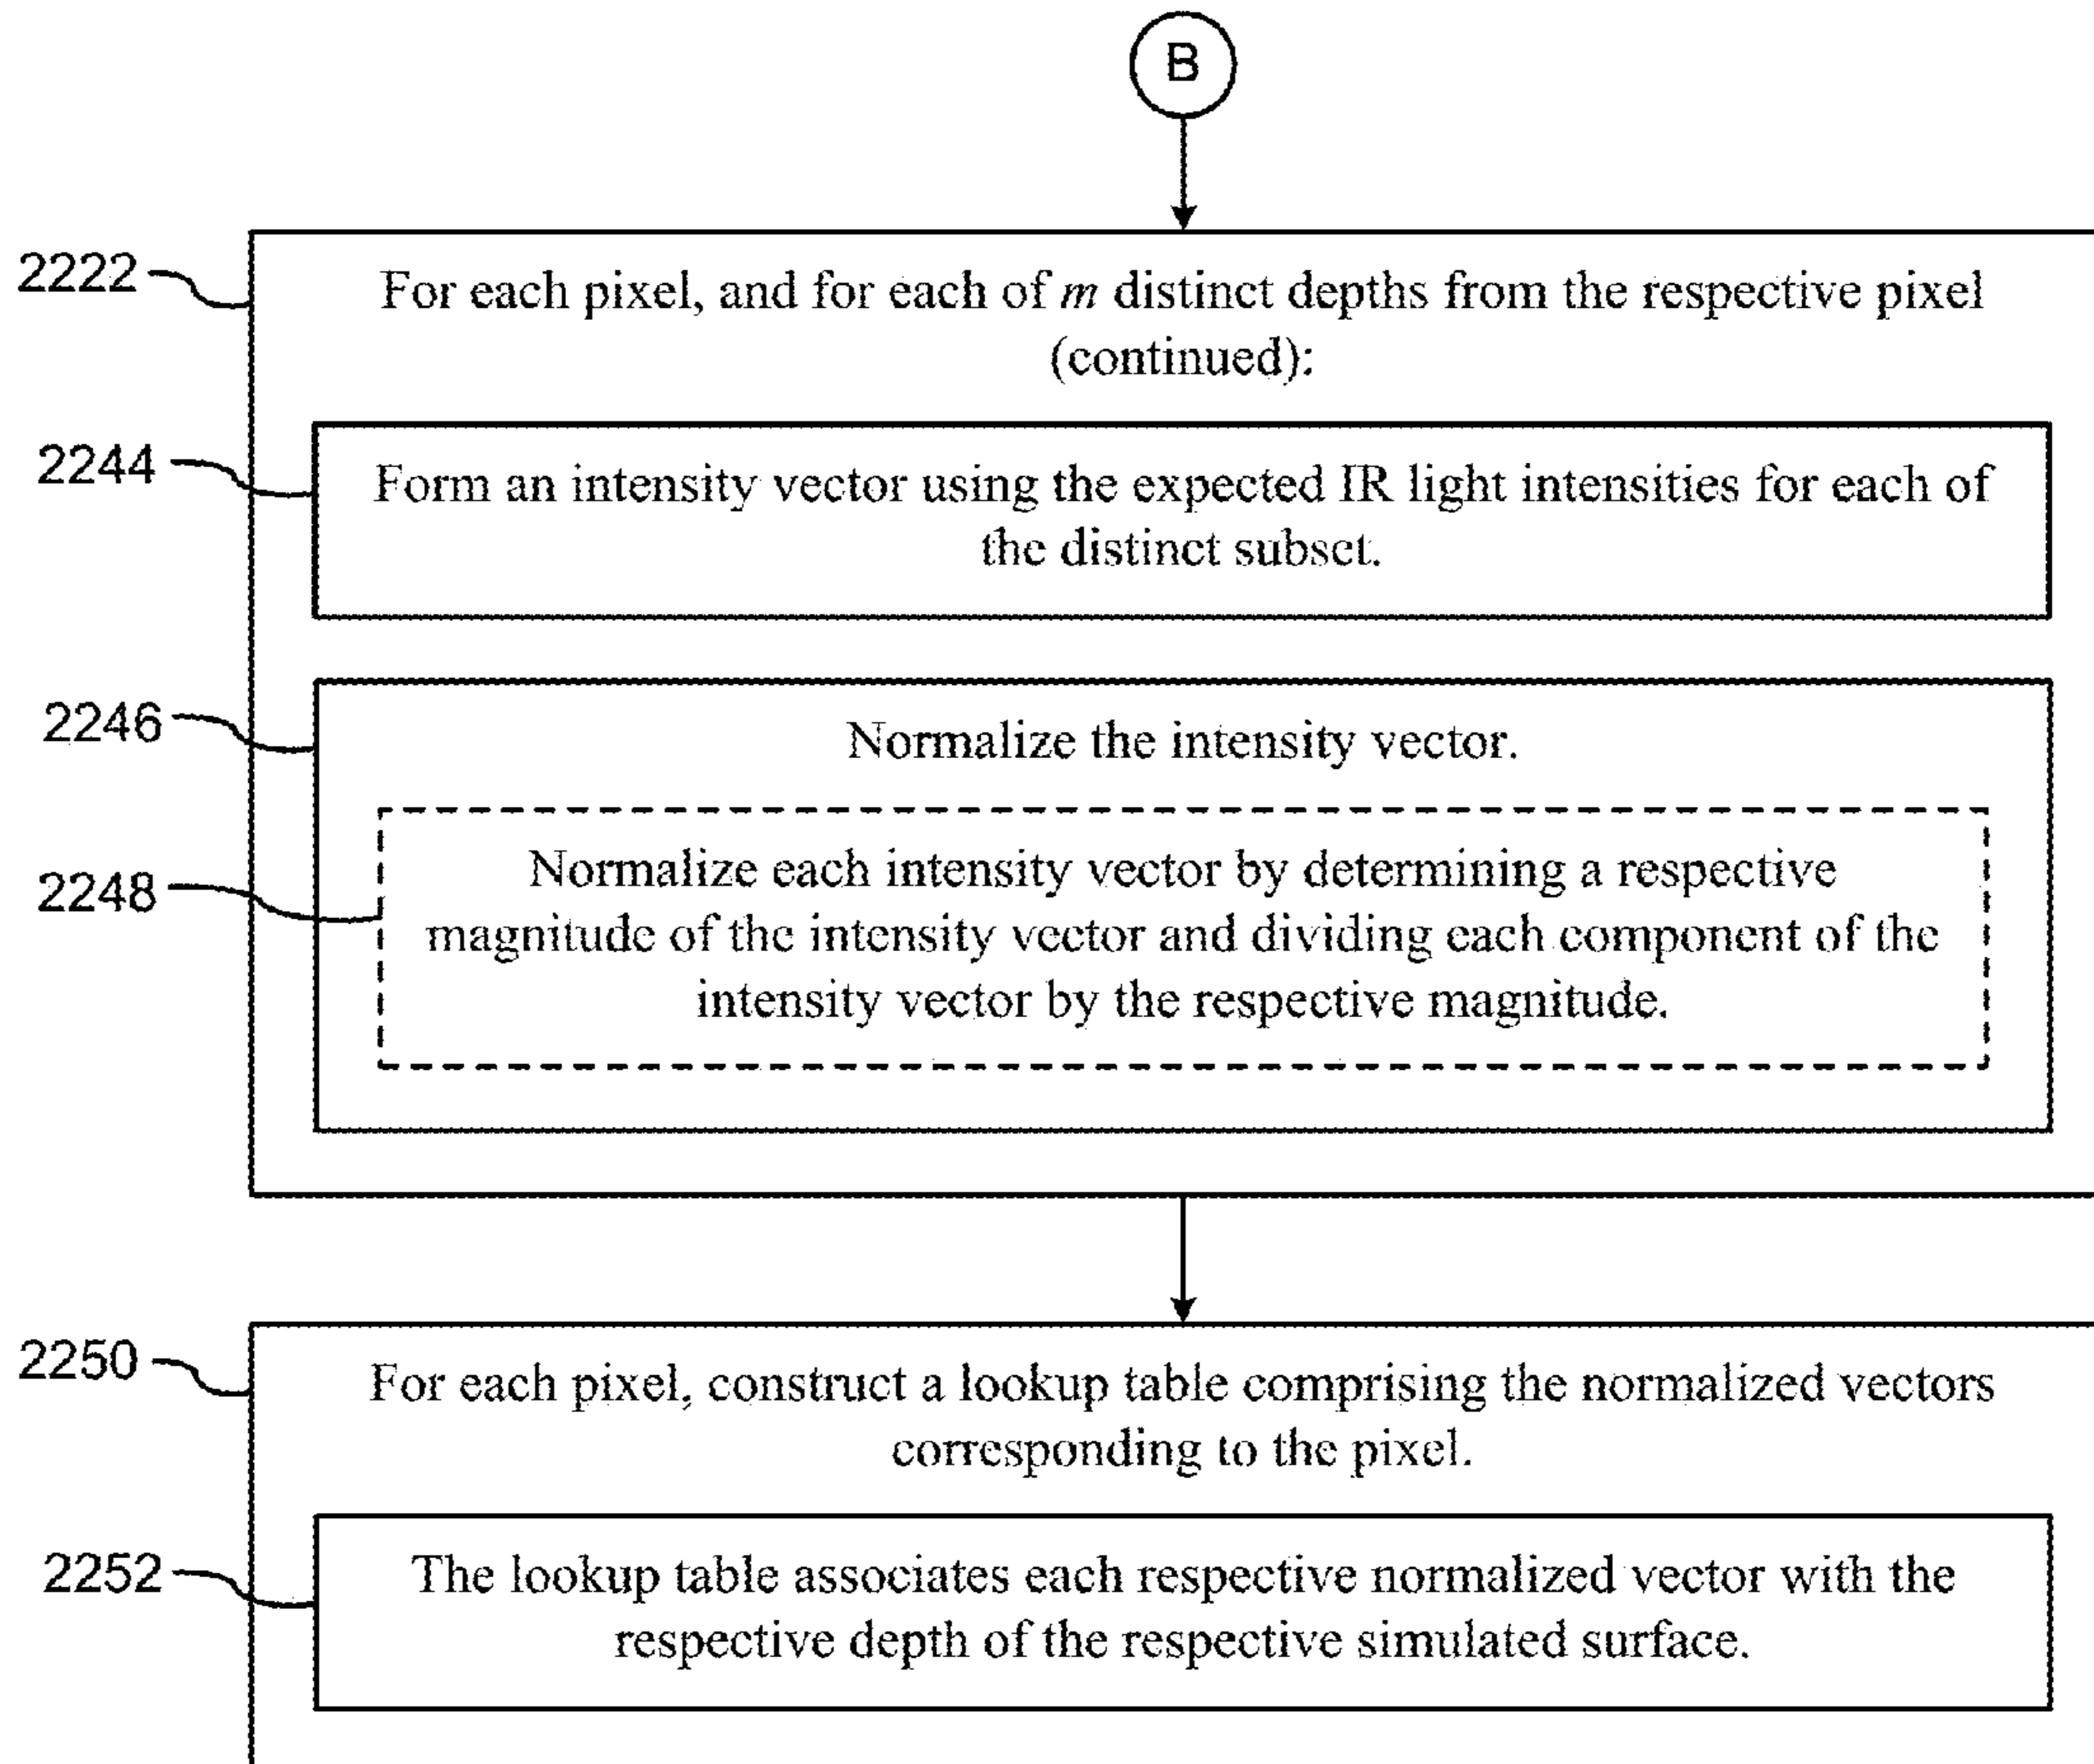 B
2222
For each pixel, and for each of m distinct depths from the respective pixel
(continued):
2244
Form an intensity vector using the expected IR light intensities for each of
the distinct subset.
2246
Normalize the intensity vector.
2248
Normalize each intensity vector by determining a respective
magnitude of the intensity vector and dividing each component of the
intensity vector by the respective magnitude.
2250
For each pixel, construct a lookup table comprising the normalized vectors
corresponding to the pixel.
2252
The lookup table associates each respective normalized vector with the
respective depth of the respective simulated surface.